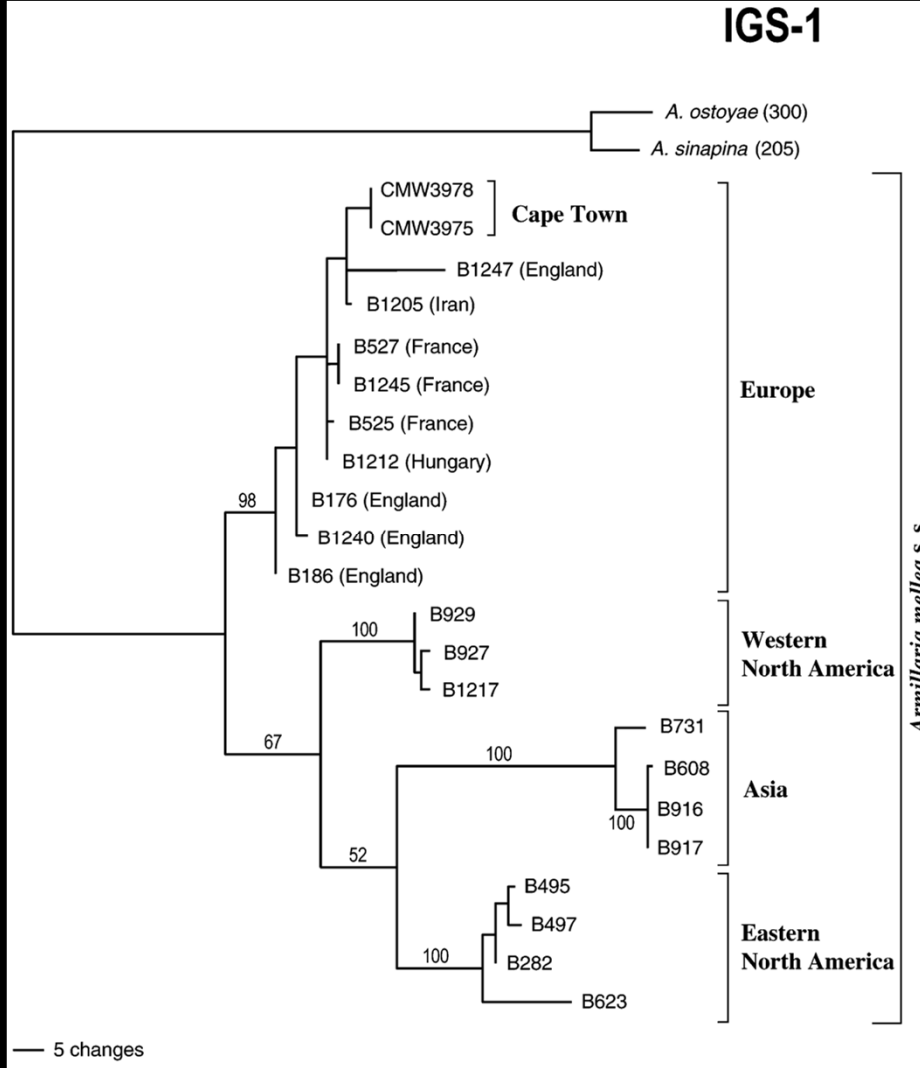 IGS-1
A. ostoyae (300)
A. sinapina (205)
CMW3978
CMW3975
Cape Town
B1247 (England)
B1205 (Iran)
B527 (France)
B1245 (France)
Europe
B525 (France)
B1212 (Hungary)
98
B176 (England)
B1240 (England)
B186 (England)
100
B929
B927
B1217
Western
North America
67
100
B731
B608
B916
B917
100
Asia
52
B495
B497
100
B282
B623
Eastern
North America
Armillaria mellea s. s.
5 changes